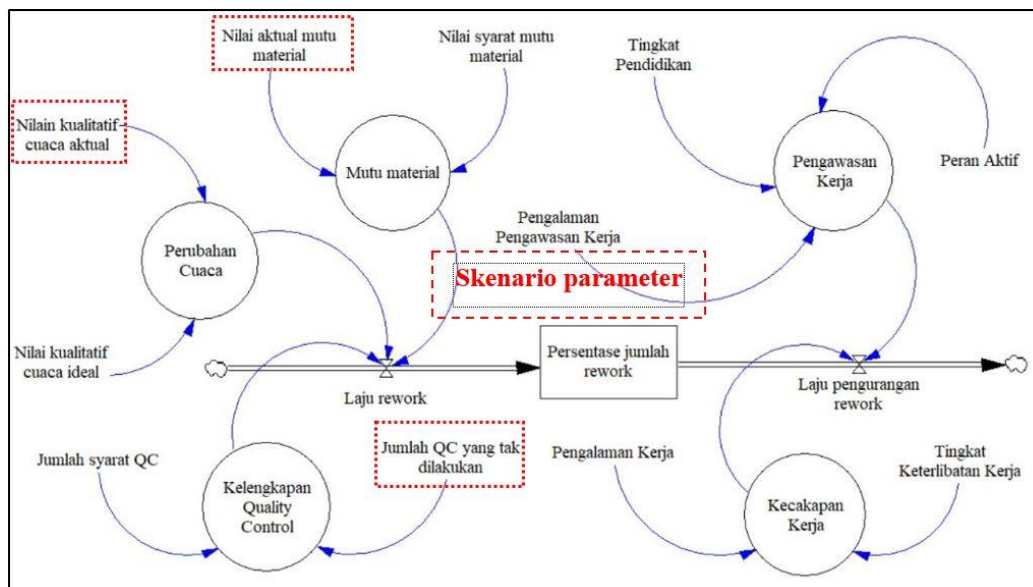 Nilai aktual mutu
material
Nilai syarat mutu
material
Tingkat
Pendidikan
Nilain kualitatif
cuaca aktual
Mutu material
Pengawasan
Kerja
Peran Aktif
Pengalaman
Pengawasan Kerja
Perubahan
Cuaca
Skenario parameter
Nilai kualitatif
cuaca ideal
Laju rework
Persentase jumlah
rework
Laju pengurangan
rework
Jumlah syarat QC
Kelengkapan
Quality
Control
Jumlah QC yang tak
dilakukan
Pengalaman Kerja
Kecakapan
Kerja
Tingkat
Keterlibatan Kerja